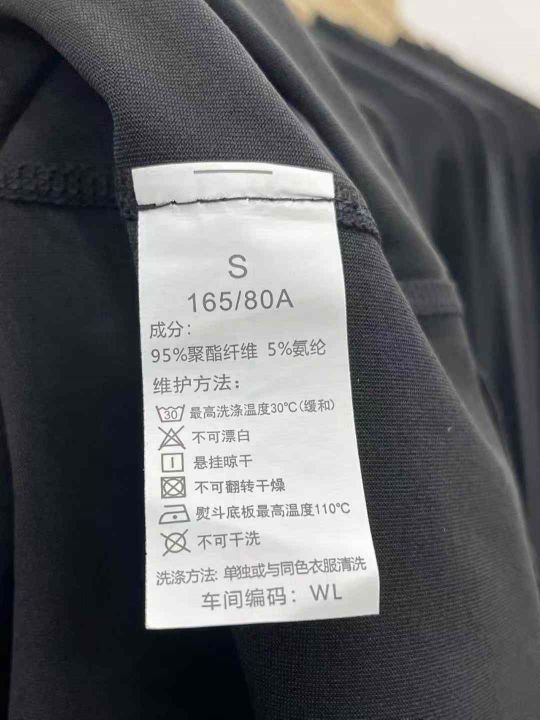 S
165/80A
成分:
95%聚酯纤维 5%氨纶
维护方法:
30 最高洗涤温度30℃(缓和)
不可漂白
悬挂晾干
不可翻转干燥
熨斗底板最高温度110℃
不可干洗
洗涤方法: 单独或与同色衣服清洗
车间编码: WL